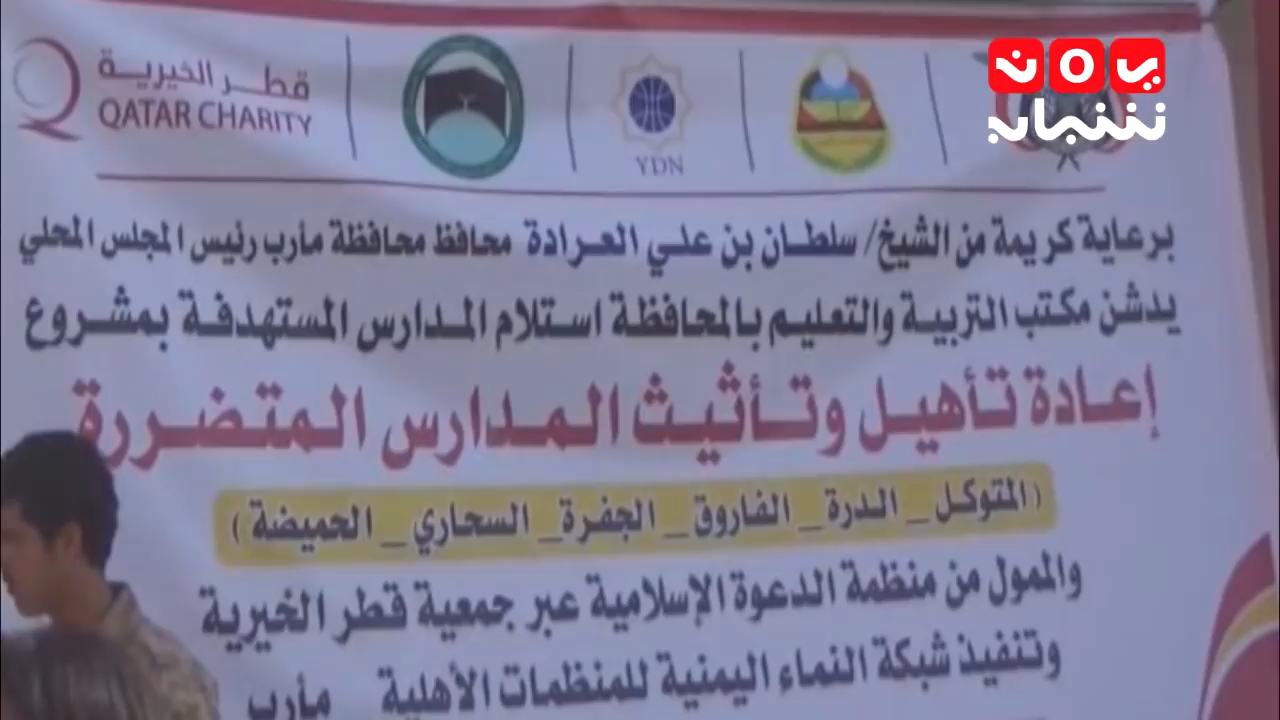 يمن
شباب
قطر الخيرية
QATAR CHARITY
YDN
برعاية كريمة من الشيخ/ سلطان بن علي العرادة محافظ محافظة مأرب رئيس المجلس المحلي
يدشن مكتب التربية والتعليم بالمحافظة استلام المدارس المستهدفة بمشروع
إعادة تأهيل وتأثيث المدارس المتضررة
(المتوكل _ الدرة _ الفاروق _ الجفرة _ السحاري _ الحميضة)
والممول من منظمة الدعوة الإسلامية عبر جمعية قطر الخيرية
وتنفيذ شبكة النماء اليمنية للمنظمات الأهلية _ مأرب